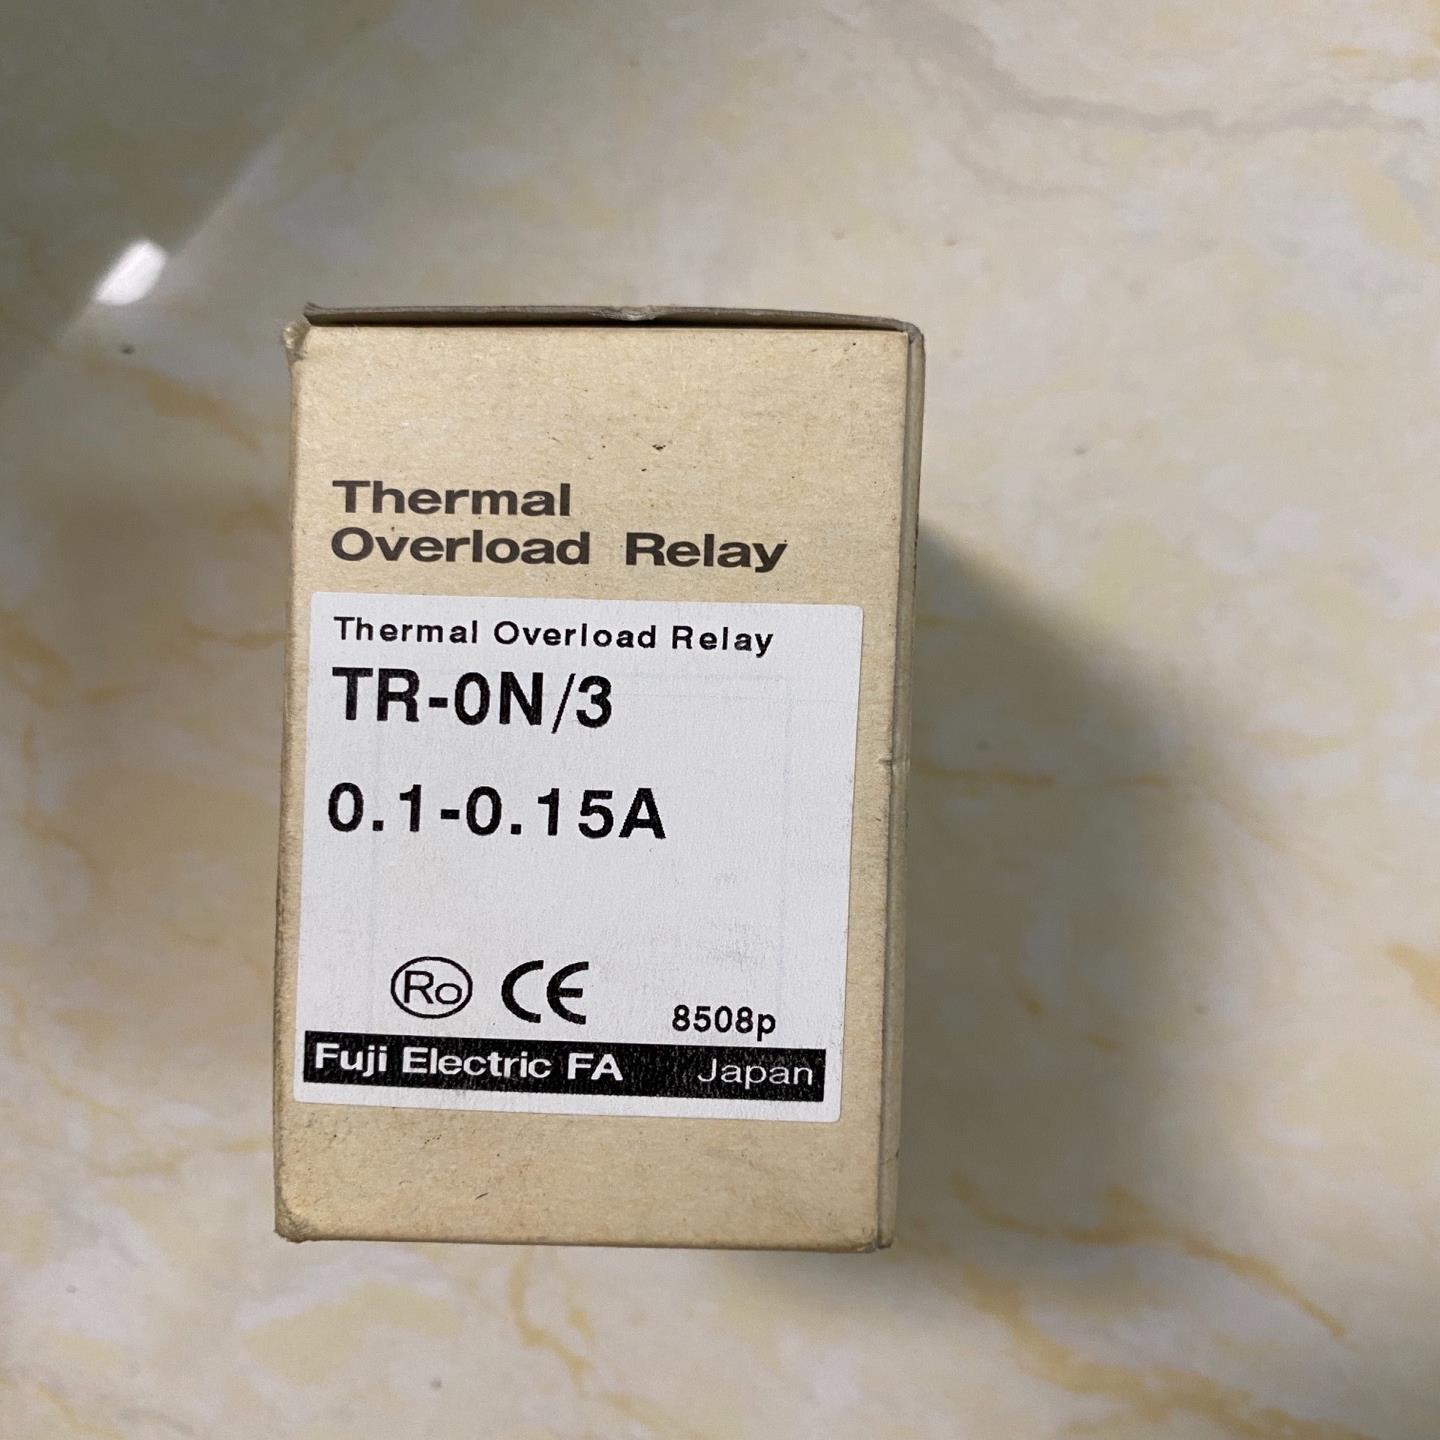 Thermal
Overload Relay
Thermal Overload Relay
TR-0N/3
0.1-0.15A
Ro CE
8508p
Fuji Electric FA Japan